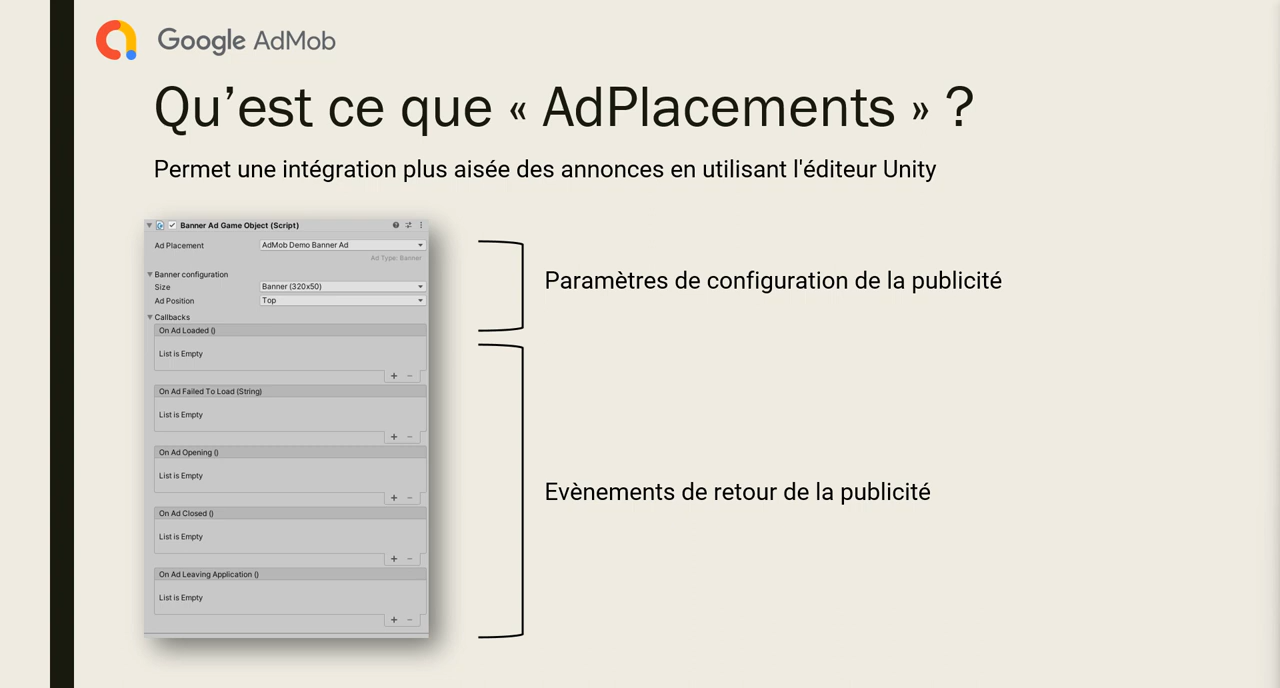 Google AdMob
Qu’est ce que « AdPlacements » ?
Permet une intégration plus aisée des annonces en utilisant l'éditeur Unity
Banner Ad Game Object (Script)
Ad Placement
AdMob Demo Banner Ad
Ad Type: Banner
Banner configuration
Size
Banner (320x50)
Ad Position
Top
Callbacks
On Ad Loaded ()
List is Empty
+ −
On Ad Failed To Load (String)
List is Empty
+ −
On Ad Opening ()
List is Empty
+ −
On Ad Closed ()
List is Empty
+ −
On Ad Leaving Application ()
List is Empty
+ −
Paramètres de configuration de la publicité
Evènements de retour de la publicité